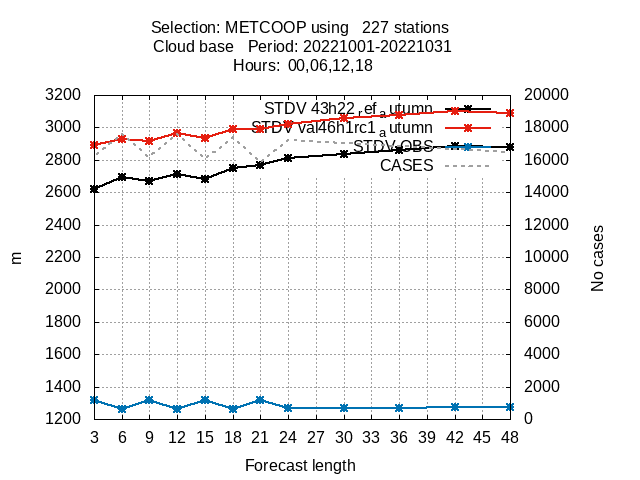 Selection: METCOOP using 227 stations
Cloud base Period: 20221001-20221031
Hours: 00,06,12,18
3200
3000
2800
2600
2400
2200
2000
1800
1600
1400
1200
m
STDV 43h22_ref_autumn
STDV val46h1rc1_autumn
STDV OBS
CASES
20000
18000
16000
14000
12000
10000
8000
6000
4000
2000
0
No cases
3 6 9 12 15 18 21 24 27 30 33 36 39 42 45 48
Forecast length